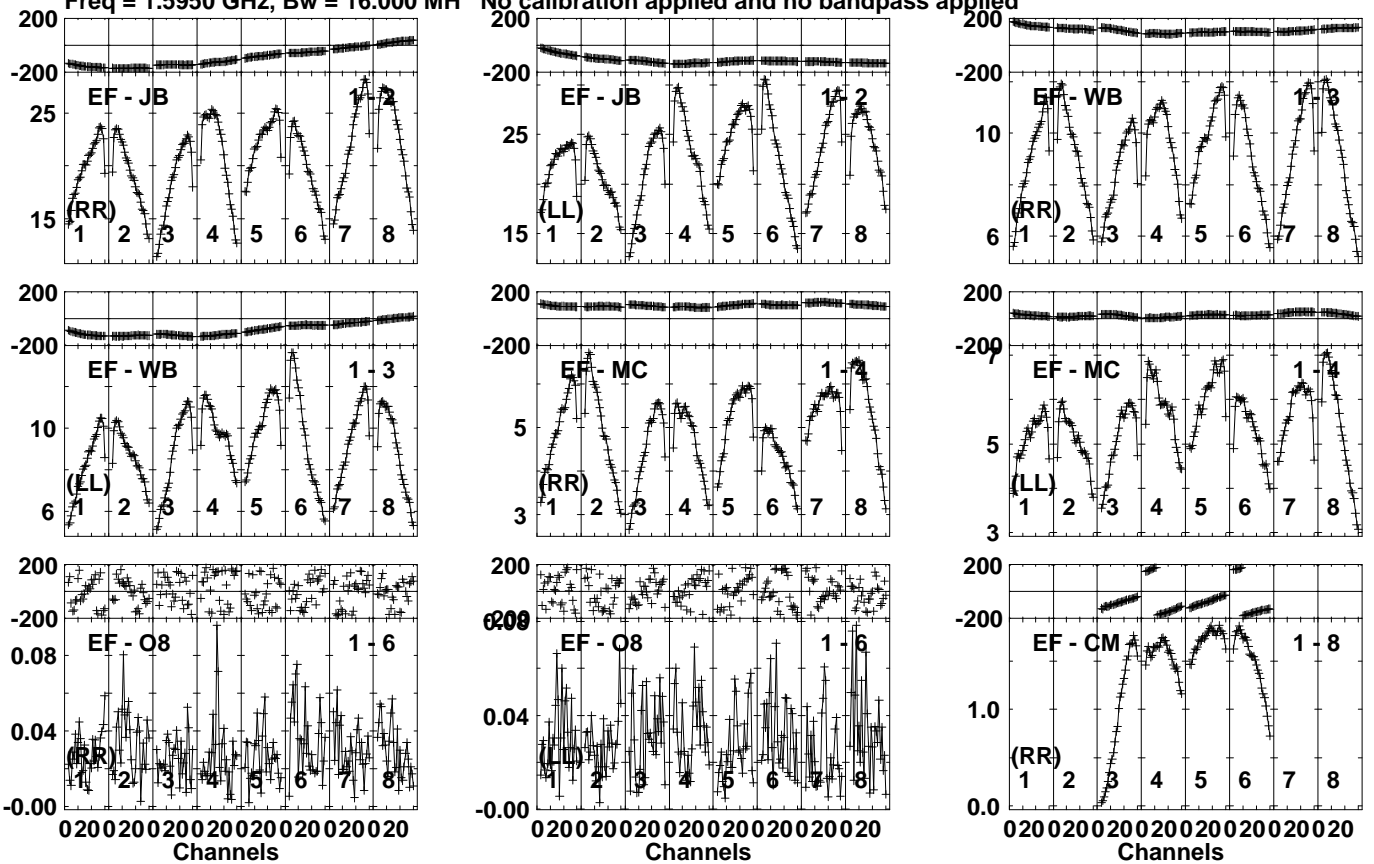 Freq = 1.5950 GHz, Bw = 16.000 MH No calibration applied and no bandpass applied
200
-200
EF - JB 1 - 2
25
15
(RR)
1 2 3 4 5 6 7 8
EF - JB 1 - 2
25
15
(LL)
1 2 3 4 5 6 7 8
200
-200
EF - WB 1 - 3
10
6
(RR)
1 2 3 4 5 6 7 8
200
-200
EF - WB 1 - 3
10
6
(LL)
1 2 3 4 5 6 7 8
200
-200
EF - MC 1 - 4
5
3
(RR)
1 2 3 4 5 6 7 8
200
-200
7
EF - MC 1 - 4
5
3
(LL)
1 2 3 4 5 6 7 8
200
-200
EF - O8 1 - 6
0.08
0.04
-0.00
(RR)
1 2 3 4 5 6 7 8
0 20 0 20 0 20 0 20 0 20 0 20 0 20 0 20
Channels
200
-200
0.08
EF - O8 1 - 6
0.04
-0.00
(LL)
1 2 3 4 5 6 7 8
0 20 0 20 0 20 0 20 0 20 0 20 0 20 0 20
Channels
200
-200
EF - CM 1 - 8
1.0
0.0
(RR)
1 2 3 4 5 6 7 8
0 20 0 20 0 20 0 20 0 20 0 20 0 20 0 20
Channels